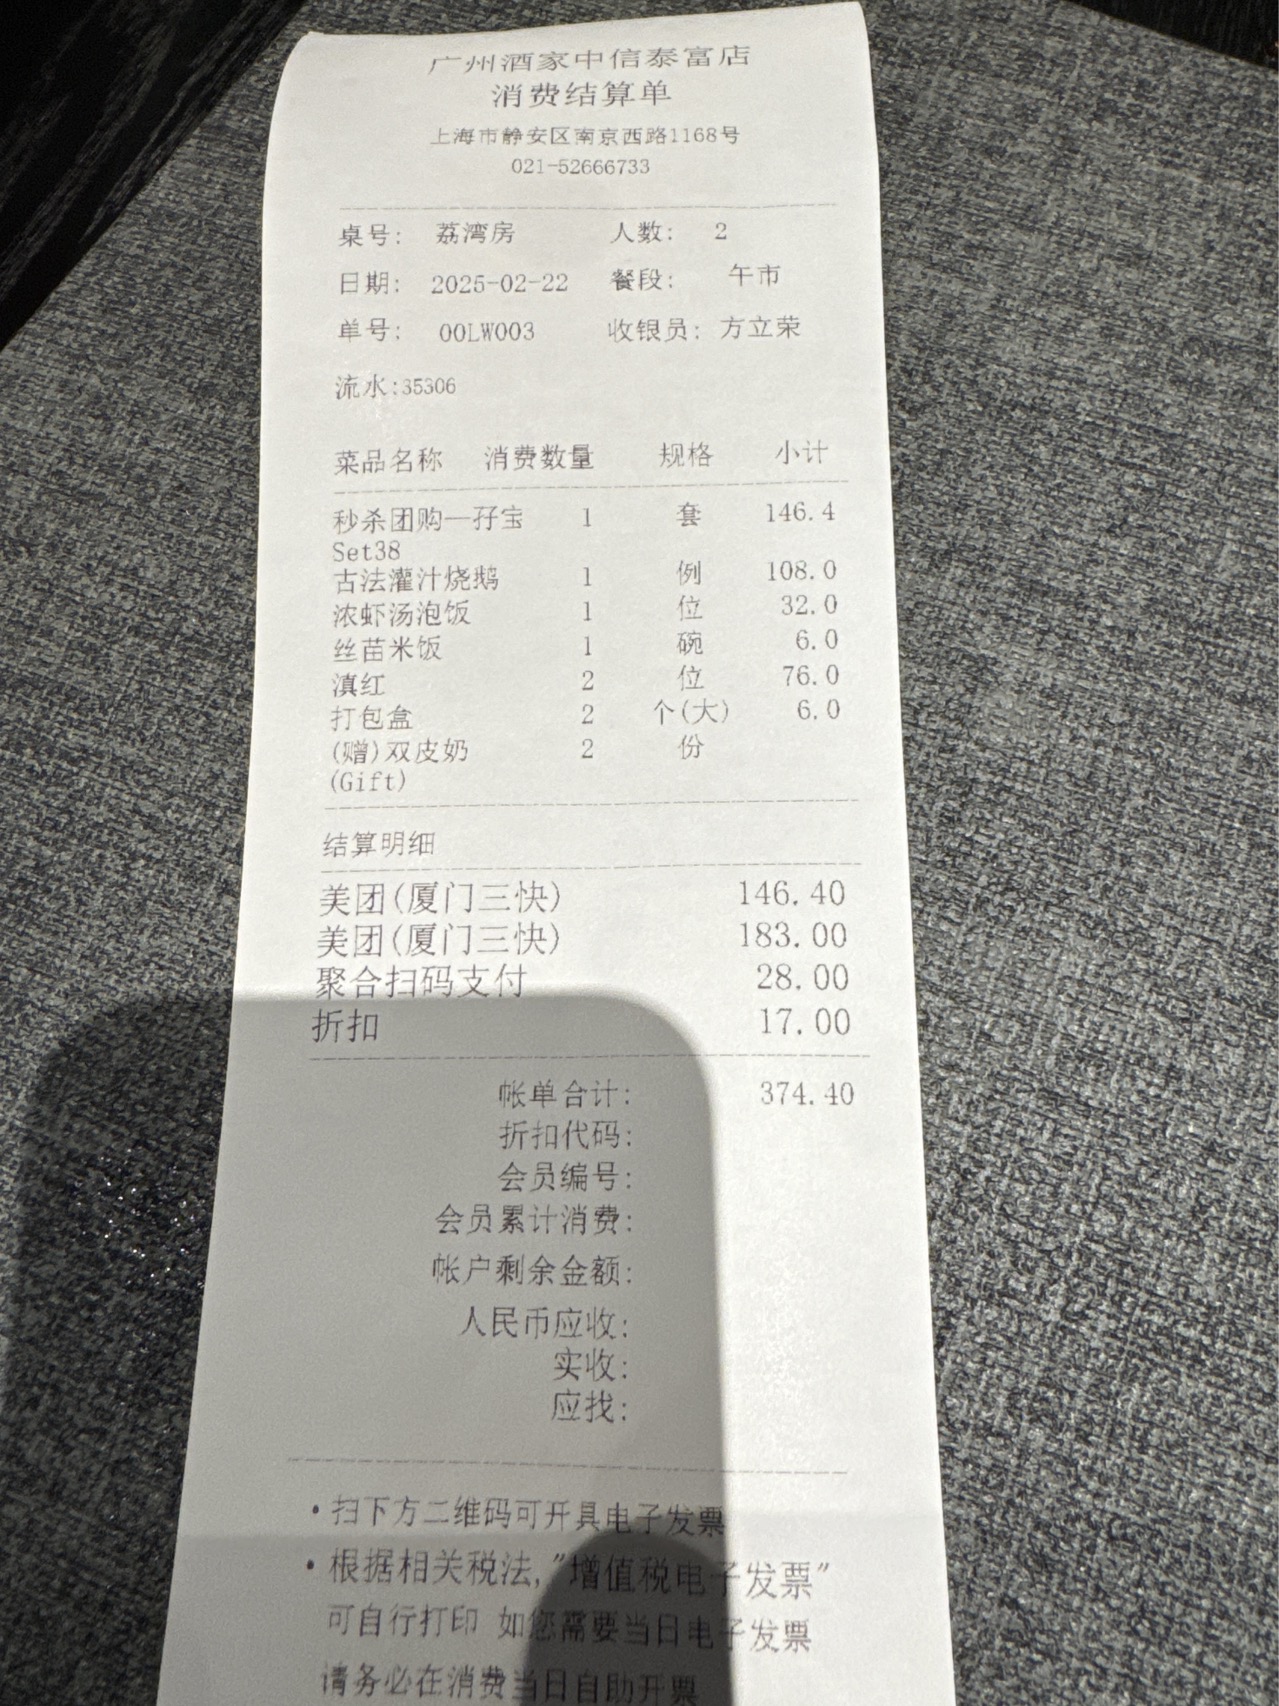 广州酒家中信泰富店
消费结算单
上海市静安区南京西路1168号
021-52666733
桌号： 荔湾房 人数： 2
日期： 2025-02-22 餐段： 午市
单号： 00LW003 收银员： 方立荣
流水:35306
菜品名称 消费数量 规格 小计
秒杀团购—孖宝 1 套 146.4
Set38
古法灌汁烧鹅 1 例 108.0
浓虾汤泡饭 1 位 32.0
丝苗米饭 1 碗 6.0
滇红 2 位 76.0
打包盒 2 个(大) 6.0
(赠)双皮奶 2 份
(Gift)
结算明细
美团(厦门三快) 146.40
美团(厦门三快) 183.00
聚合扫码支付 28.00
折扣 17.00
帐单合计: 374.40
折扣代码:
会员编号:
会员累计消费:
帐户剩余金额:
人民币应收:
实收:
应找:
• 扫下方二维码可开具电子发票
• 根据相关税法,"增值税电子发票"
可自行打印 如您需要当日电子发票
请务必在消费当日自助开票